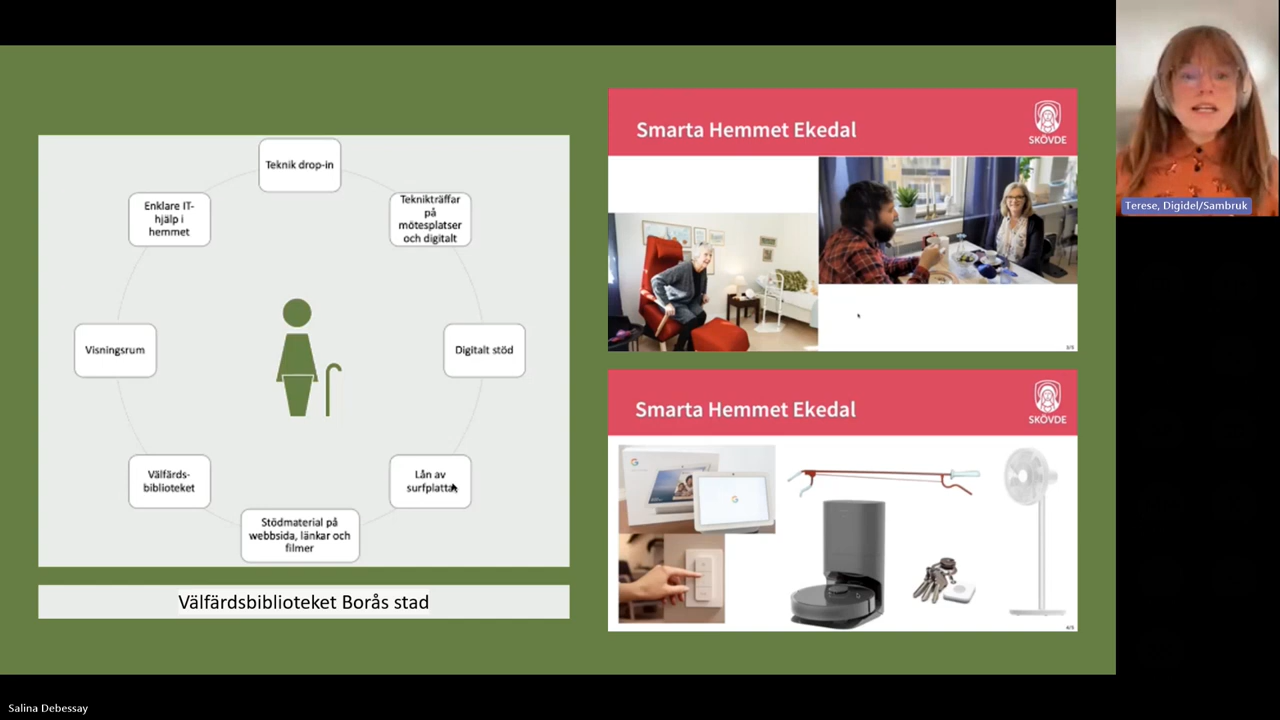 Teknik drop-in
Teknikträffar
på
mötesplatser
och digitalt
Digitalt stöd
Lån av
surfplatta
Stödmaterial på
webbsida, länkar och
filmer
Välfärds-
biblioteket
Visningsrum
Enklare IT-
hjälp i
hemmet
Välfärdsbiblioteket Borås stad
Smarta Hemmet Ekedal
SKÖVDE
Smarta Hemmet Ekedal
SKÖVDE
G
G
Terese, Digidel/Sambruk
Salina Debessay